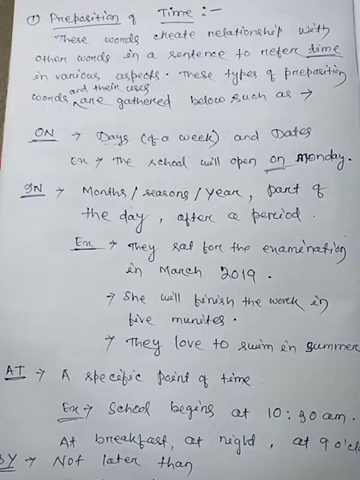 ① Preposition of Time :-
These words create relationship with
other words in a sentence to refer time
in various aspects. These types of preposition
and their uses
words are gathered below such as →
ON → Days (of a week) and Dates
Ex → The school will open on Monday.
IN → Months/seasons/year, part of
the day, after a period.
Ex → They sat for the examination
in March 2019.
→ She will finish the work in
five munites.
→ They love to swim in summer
AT → A specific point of time
Ex → School begins at 10:30 am.
At breakfast, at night, at 9 o'cl
BY → Not later than